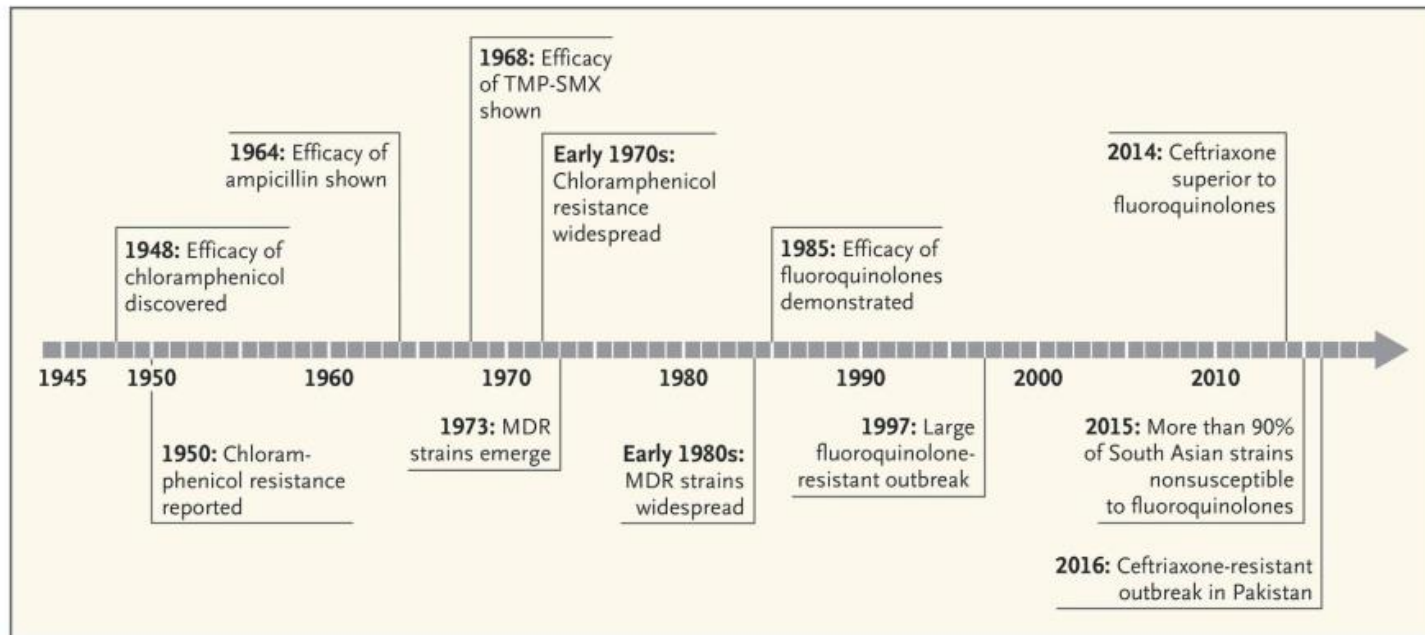 1968: Efficacy
of TMP-SMX
shown
1964: Efficacy of
ampicillin shown
Early 1970s:
Chloramphenicol
resistance
widespread
2014: Ceftriaxone
superior to
fluoroquinolones
1948: Efficacy of
chloramphenicol
discovered
1985: Efficacy of
fluoroquinolones
demonstrated
1945 1950 1960 1970 1980 1990 2000 2010
1950: Chloram-
phenicol resistance
reported
1973: MDR
strains emerge
Early 1980s:
MDR strains
widespread
1997: Large
fluoroquinolone-
resistant outbreak
2015: More than 90%
of South Asian strains
nonsusceptible
to fluoroquinolones
2016: Ceftriaxone-resistant
outbreak in Pakistan